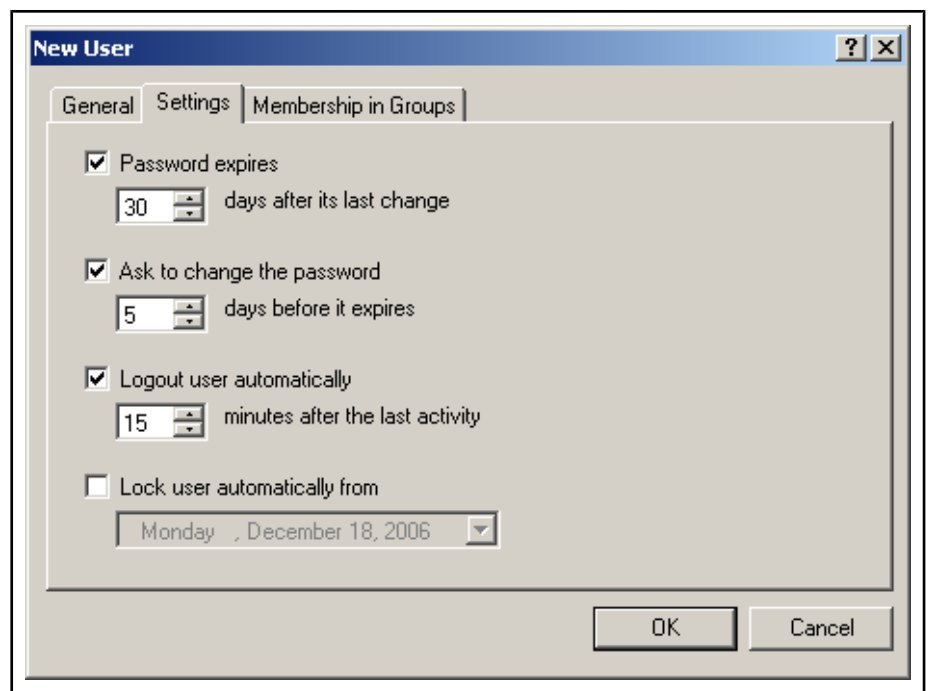 New User
General Settings Membership in Groups
Password expires
30 days after its last change
Ask to change the password
5 days before it expires
Logout user automatically
15 minutes after the last activity
Lock user automatically from
Monday , December 18, 2006
OK Cancel